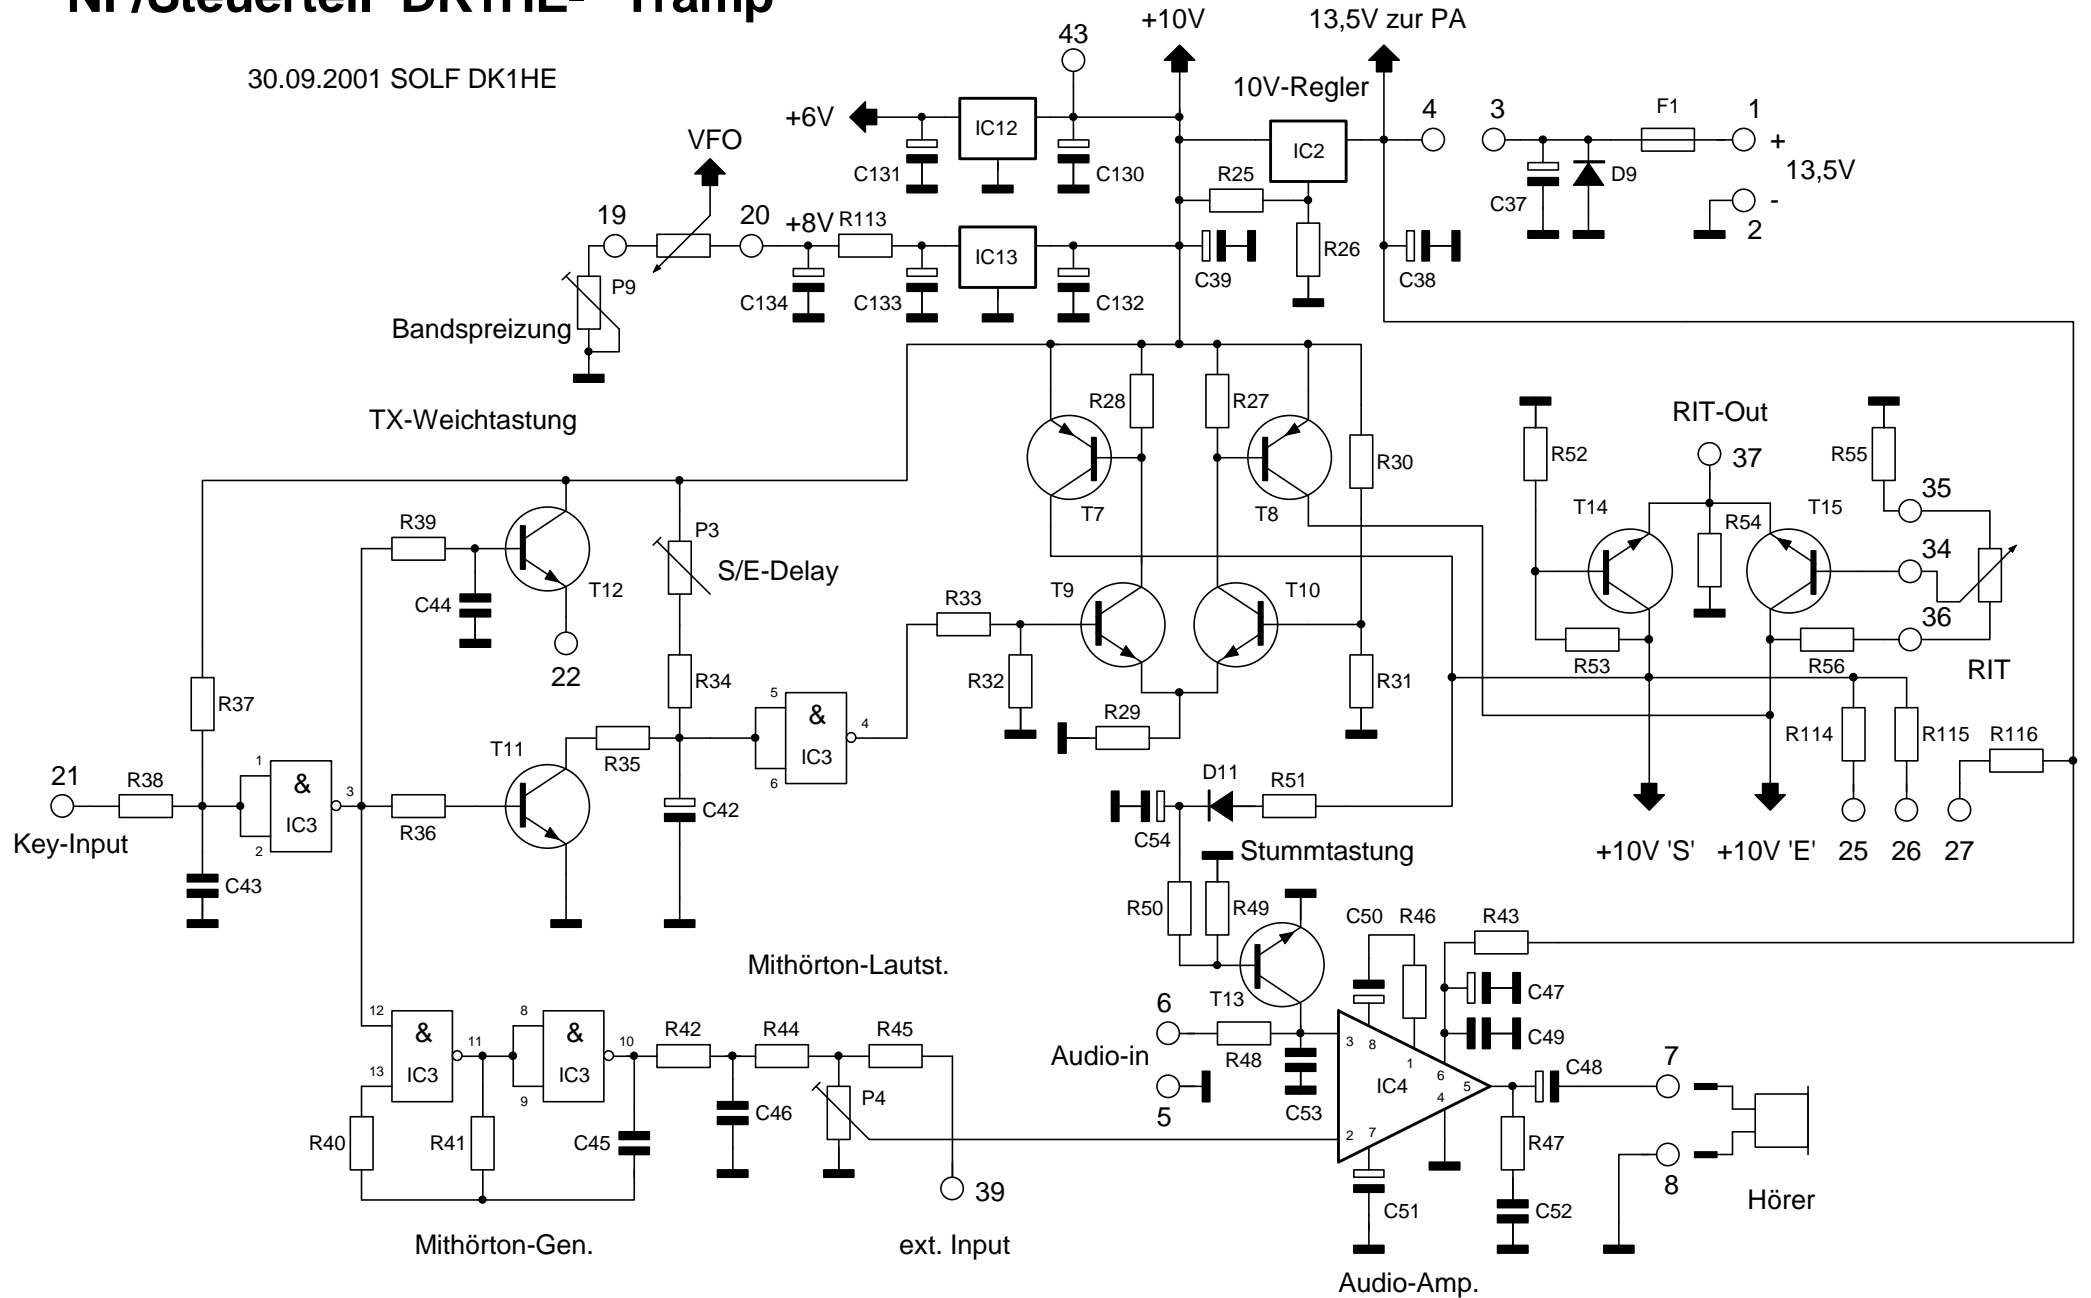 NF/Steuerteil DK1HE- Tramp
30.09.2001 SOLF DK1HE
43
+10V
13,5V zur PA
10V-Regler
+6V
IC12
C131
C130
IC2
4
3
F1
1
+
13,5V
-
2
C37
D9
VFO
19
20
+8V
R113
IC13
R25
R26
C39
C38
P9
C134
C133
C132
Bandspreizung
TX-Weichtastung
R28
R27
R30
T7
T8
R52
RIT-Out
37
R55
35
T14
R54
T15
34
36
R53
R56
RIT
R39
C44
T12
22
P3
S/E-Delay
R34
R33
T9
T10
R32
R31
R29
R37
T11
R35
5
&
IC3
6
4
R114
R115
R116
21
R38
Key-Input
1
&
IC3
2
3
R36
C42
C43
D11
R51
C54
Stummtastung
+10V 'S'
+10V 'E'
25
26
27
R50
R49
T13
C50
R46
R43
C47
C49
Mithörton-Lautst.
12
&
IC3
13
11
8
&
IC3
9
10
R42
R44
R45
6
Audio-in
5
R48
C53
3
8
1
IC4
6
5
4
2
7
C48
7
8
R47
C52
C51
Hörer
R40
R41
C45
C46
P4
39
Mithörton-Gen.
ext. Input
Audio-Amp.